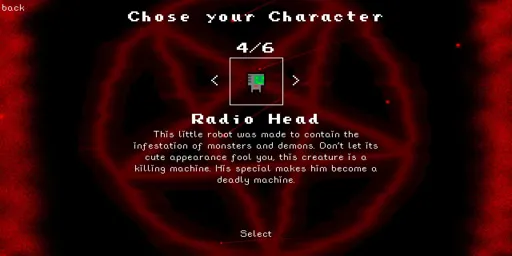 back
Chose your Character
4/6
< >
Radio Head
This little robot was made to contain the
infestation of monsters and demons. Don't let its
cute appearance fool you, this creature is a
killing machine. His special makes him become a
deadly machine.
Select